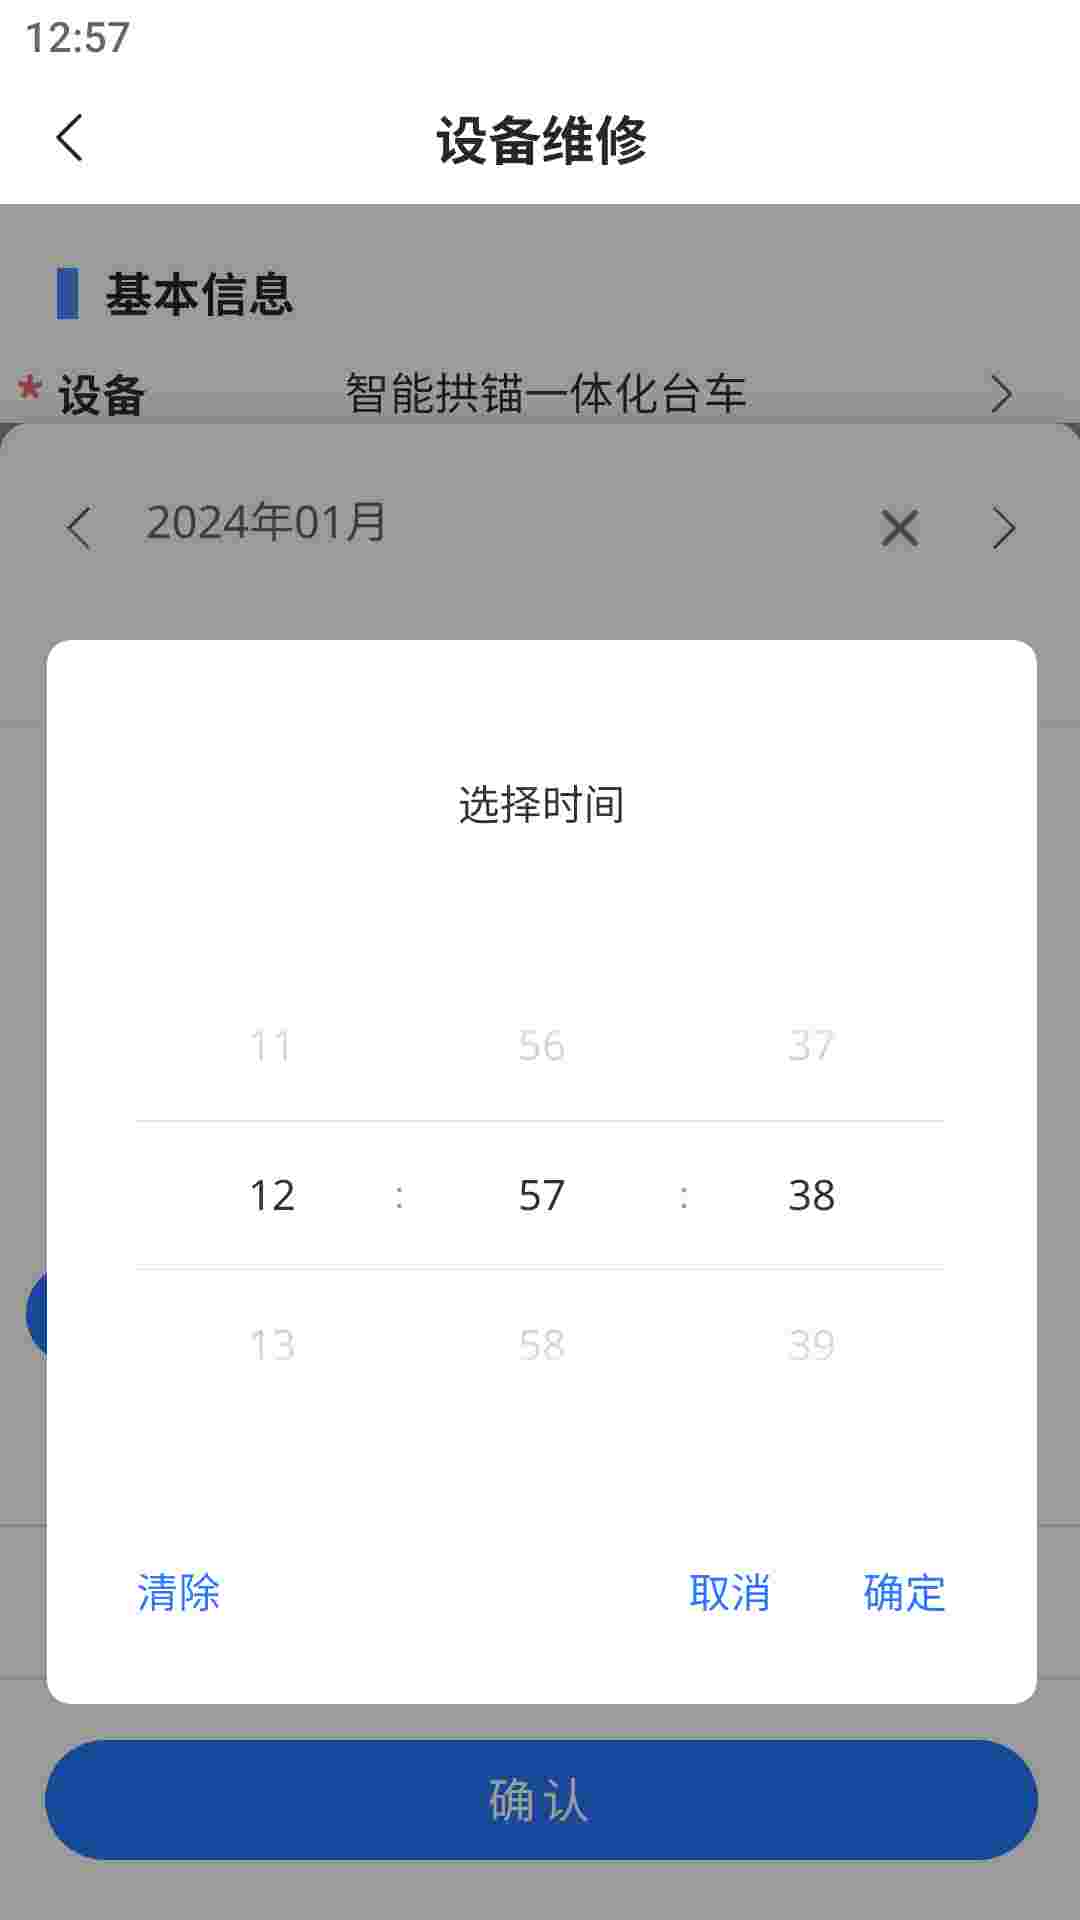 12:57
设备维修
基本信息
* 设备 智能拱锚一体化台车
2024年01月
选择时间
11 56 37
12 : 57 : 38
13 58 39
清除 取消 确定
确认